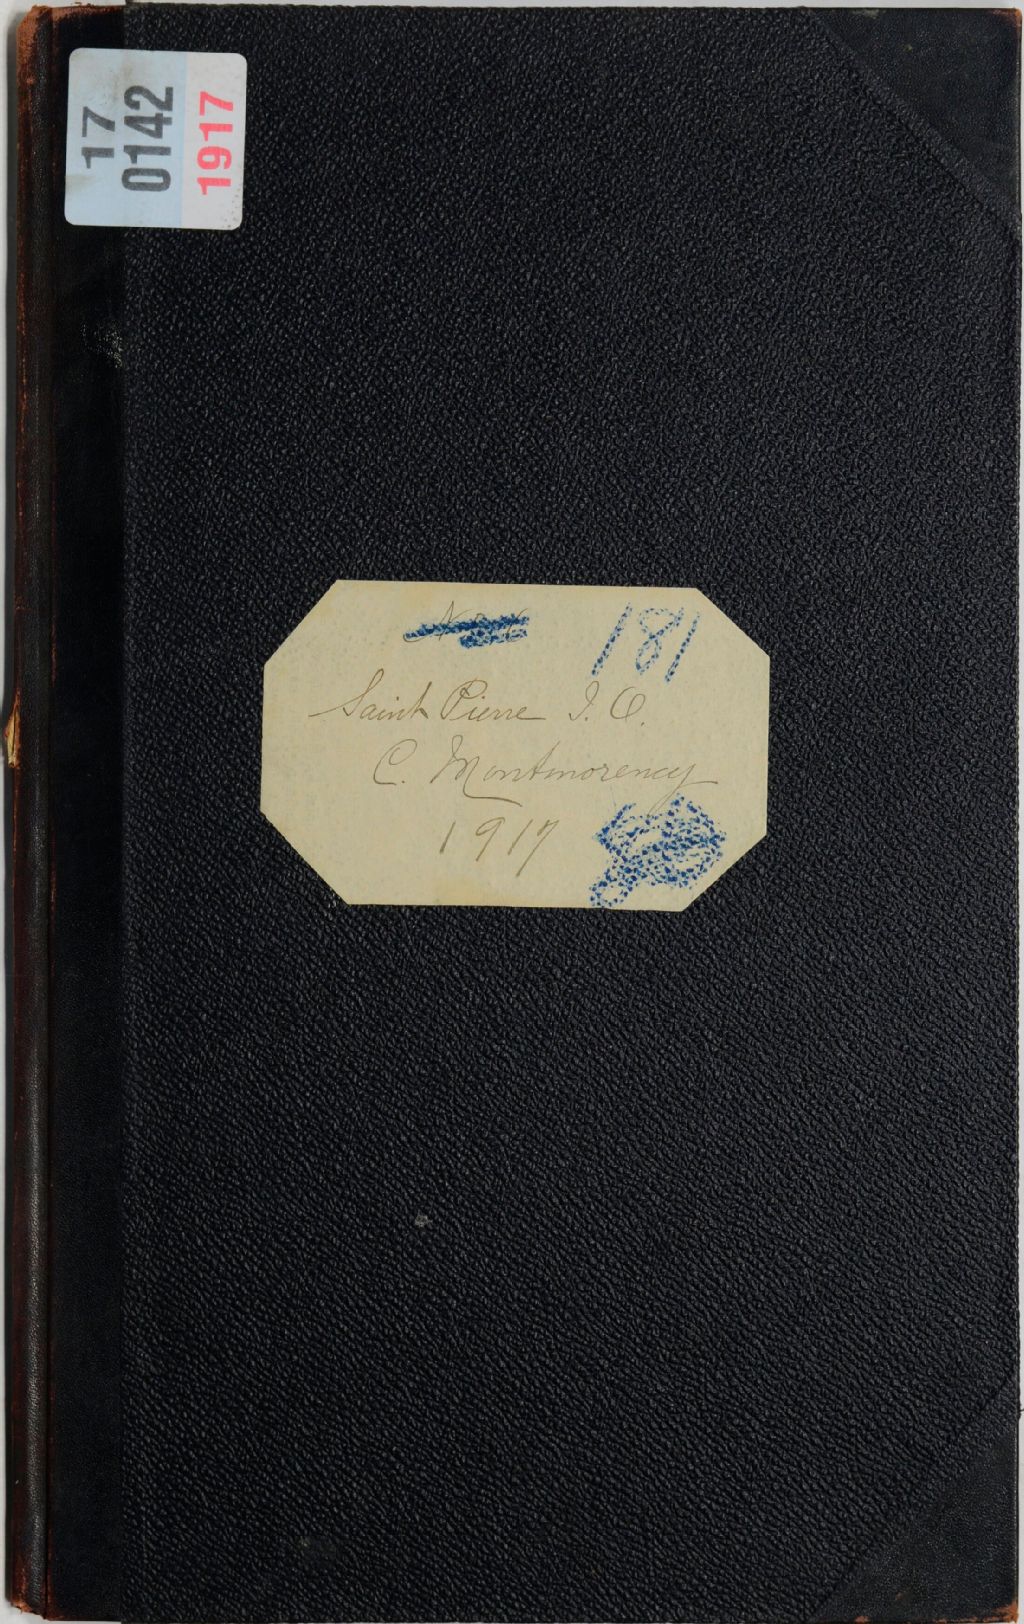 17
0142
1917
181
Saint Pierre I. O.
C. Montmorency
1917